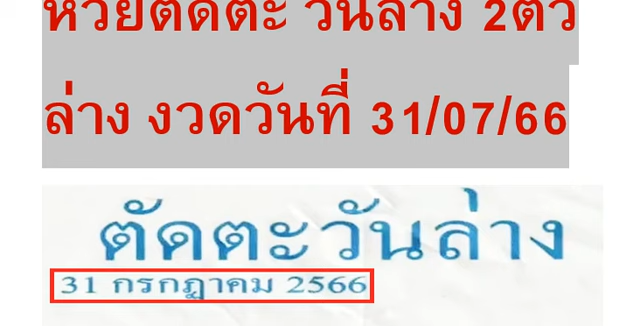 หวยตัดตะ วันล่าง 2ตัว
ล่าง งวดวันที่ 31/07/66
ตัดตะวันล่าง
31 กรกฎาคม 2566